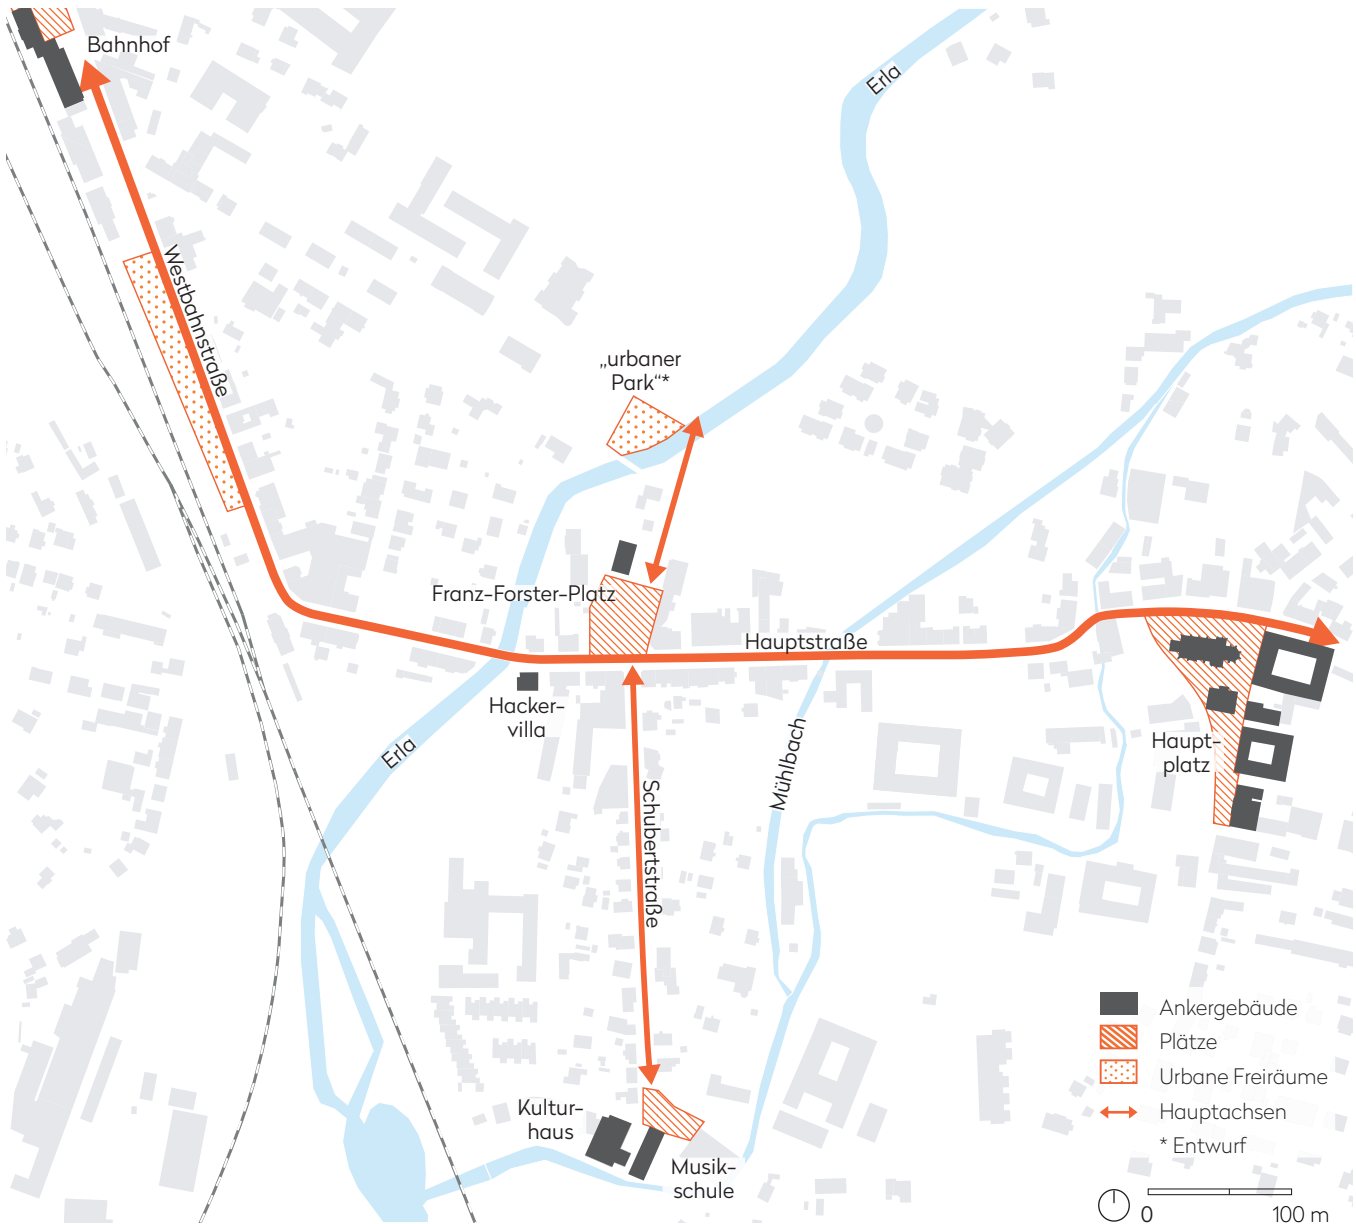 Bahnhof
Erla
Westbahnstraße
„urbaner
Park“*
Franz-Forster-Platz
Hauptstraße
Hacker-
villa
Erla
Mühlbach
Haupt-
platz
Schubertstraße
Kultur-
haus
Musik-
schule
Ankergebäude
Plätze
Urbane Freiräume
Hauptachsen
* Entwurf
0 100 m